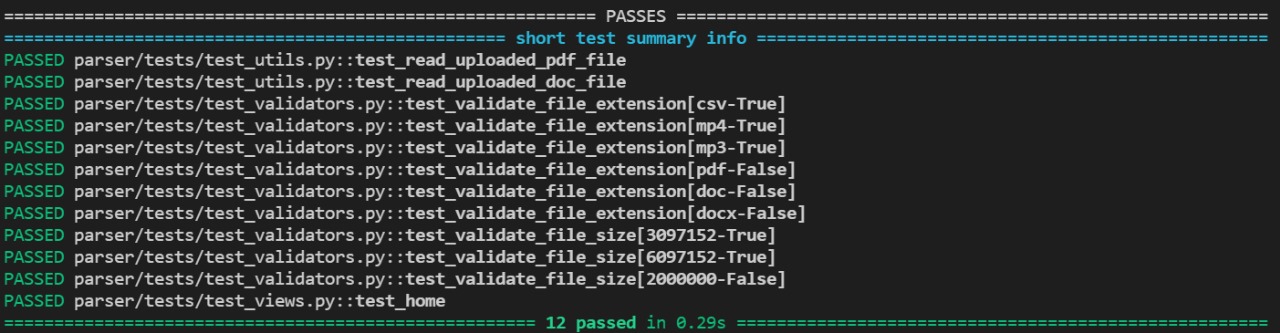 =========================================================== PASSES ===========================================================
================================================== short test summary info ===================================================
PASSED parser/tests/test_utils.py::test_read_uploaded_pdf_file
PASSED parser/tests/test_utils.py::test_read_uploaded_doc_file
PASSED parser/tests/test_validators.py::test_validate_file_extension[csv-True]
PASSED parser/tests/test_validators.py::test_validate_file_extension[mp4-True]
PASSED parser/tests/test_validators.py::test_validate_file_extension[mp3-True]
PASSED parser/tests/test_validators.py::test_validate_file_extension[pdf-False]
PASSED parser/tests/test_validators.py::test_validate_file_extension[doc-False]
PASSED parser/tests/test_validators.py::test_validate_file_extension[docx-False]
PASSED parser/tests/test_validators.py::test_validate_file_size[3097152-True]
PASSED parser/tests/test_validators.py::test_validate_file_size[6097152-True]
PASSED parser/tests/test_validators.py::test_validate_file_size[2000000-False]
PASSED parser/tests/test_views.py::test_home
===================================================== 12 passed in 0.29s =====================================================